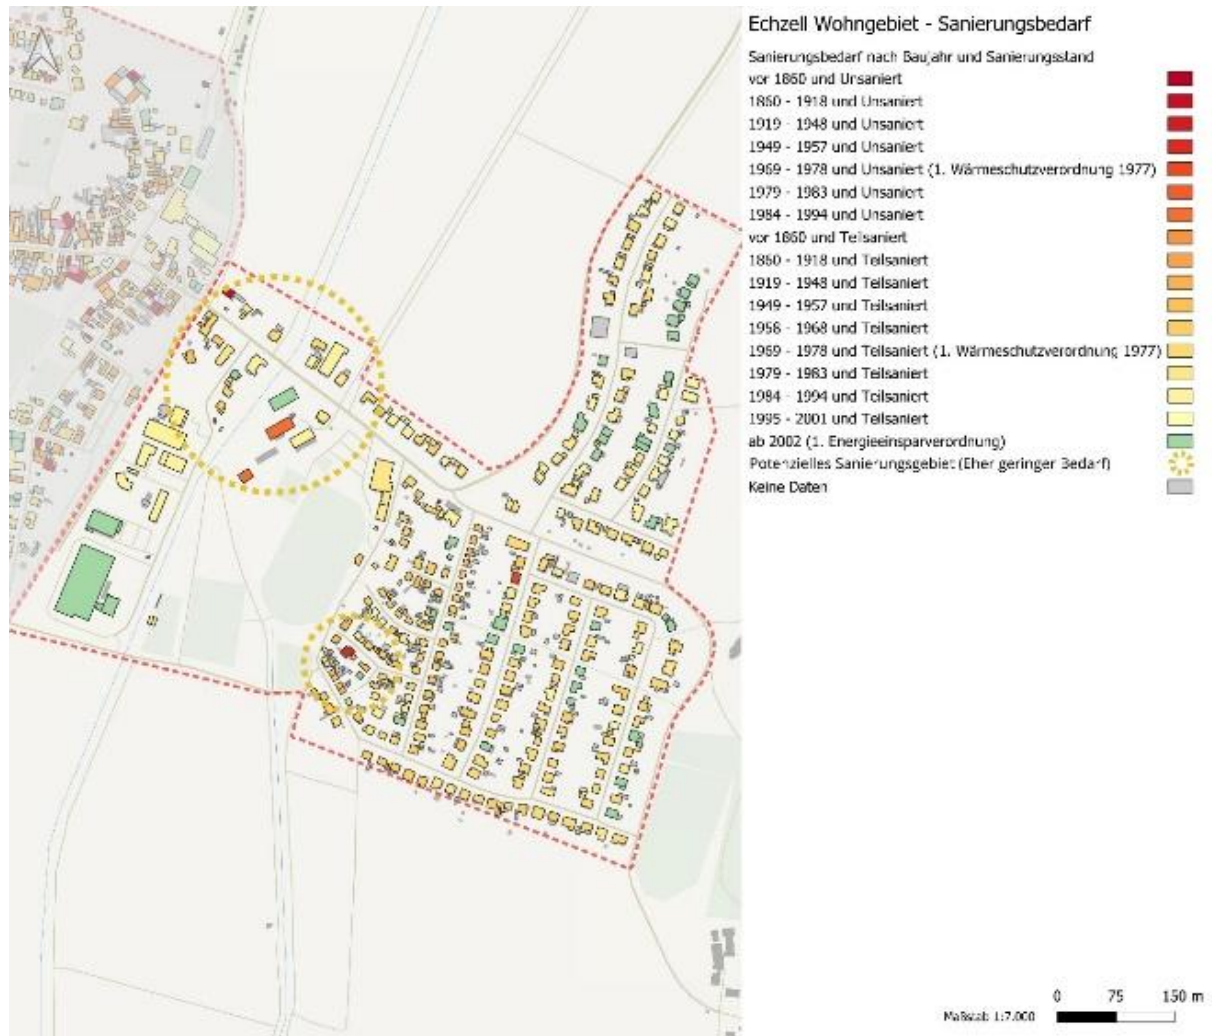 Echzell Wohngebiet - Sanierungsbedarf
Sanierungsbedarf nach Baujahr und Sanierungsstand
vor 1860 und Unsaniert
1860 - 1918 und Unsaniert
1919 - 1948 und Unsaniert
1949 - 1957 und Unsaniert
1969 - 1978 und Unsaniert (1. Wärmeschutzverordnung 1977)
1979 - 1983 und Unsaniert
1984 - 1994 und Unsaniert
vor 1860 und Teilsaniert
1860 - 1918 und Teilsaniert
1919 - 1948 und Teilsaniert
1949 - 1957 und Teilsaniert
1958 - 1968 und Teilsaniert
1969 - 1978 und Teilsaniert (1. Wärmeschutzverordnung 1977)
1979 - 1983 und Teilsaniert
1984 - 1994 und Teilsaniert
1995 - 2001 und Teilsaniert
ab 2002 (1. Energieeinsparverordnung)
Potenzielles Sanierungsgebiet (Eher geringer Bedarf)
Keine Daten
0 75 150 m
Maßstab 1:7.000